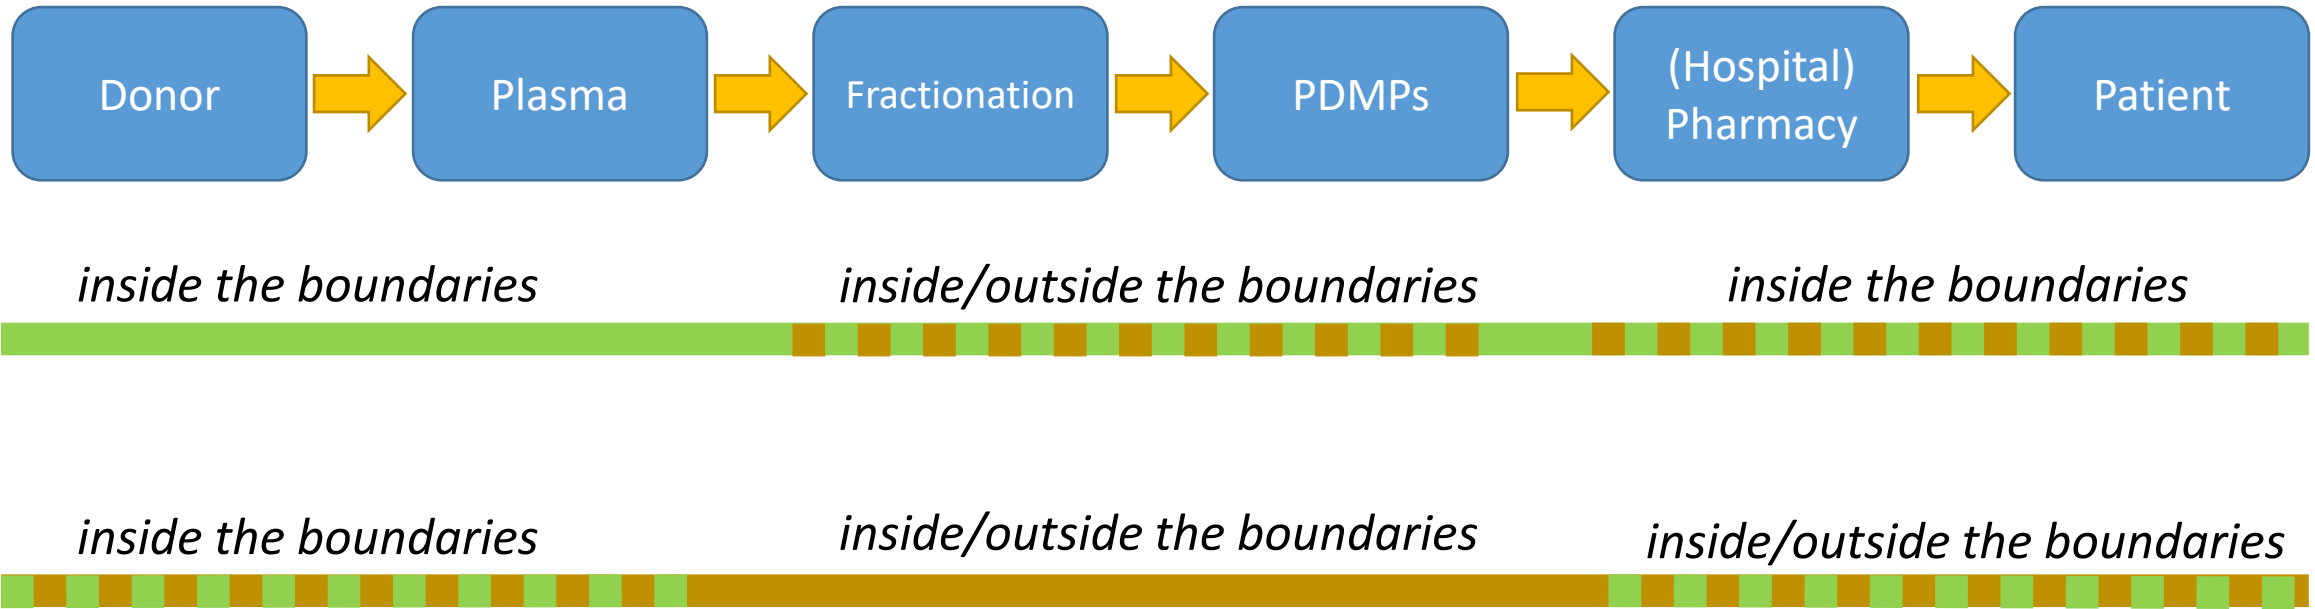 Donor
Plasma
Fractionation
PDMPs
(Hospital)
Pharmacy
Patient
inside the boundaries
inside/outside the boundaries
inside the boundaries
inside the boundaries
inside/outside the boundaries
inside/outside the boundaries